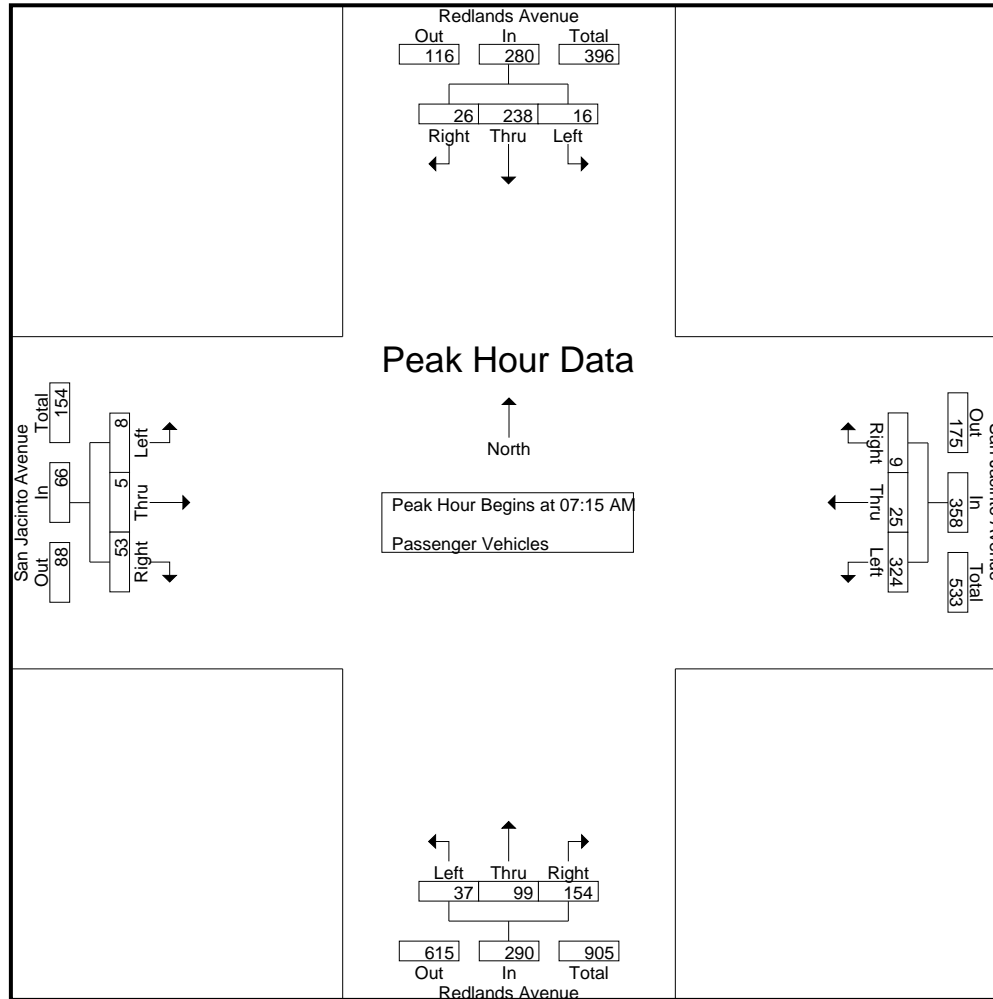 Redlands Avenue
Out In Total
116 280 396
26 238 16
Right Thru Left
Peak Hour Data
North
Peak Hour Begins at 07:15 AM
Passenger Vehicles
San Jacinto Avenue
Total In Out
154 66 88
8 5 53
Left Thru Right
Out In Total
175 358 533
9 25 324
Right Thru Left
Left Thru Right
37 99 154
615 290 905
Out In Total
Redlands Avenue